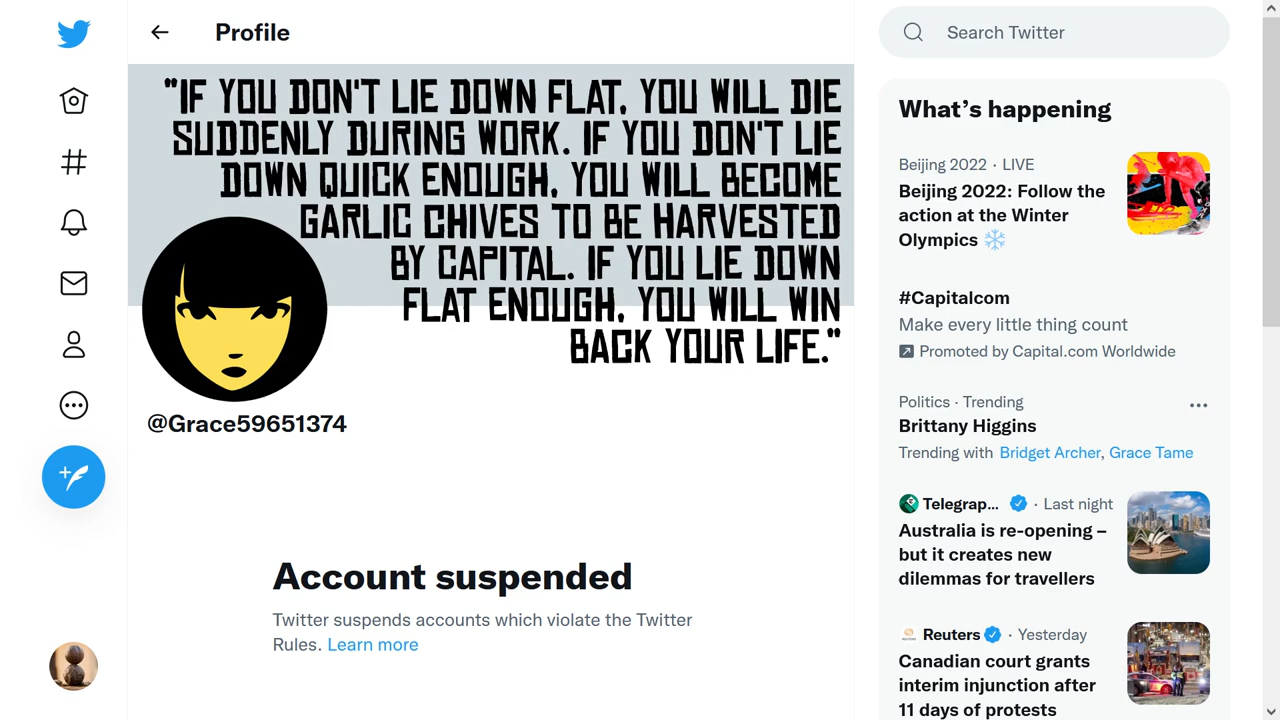 Profile
"IF YOU DON'T LIE DOWN FLAT, YOU WILL DIE
SUDDENLY DURING WORK. IF YOU DON'T LIE
DOWN QUICK ENOUGH, YOU WILL BECOME
GARLIC CHIVES TO BE HARVESTED
BY CAPITAL. IF YOU LIE DOWN
FLAT ENOUGH, YOU WILL WIN
BACK YOUR LIFE."
@Grace59651374
Account suspended
Twitter suspends accounts which violate the Twitter
Rules. Learn more
Search Twitter
What's happening
Beijing 2022 · LIVE
Beijing 2022: Follow the
action at the Winter
Olympics
#Capitalcom
Make every little thing count
Promoted by Capital.com Worldwide
Politics · Trending
Brittany Higgins
Trending with Bridget Archer, Grace Tame
Telegrap... · Last night
Australia is re-opening –
but it creates new
dilemmas for travellers
Reuters · Yesterday
Canadian court grants
interim injunction after
11 days of protests